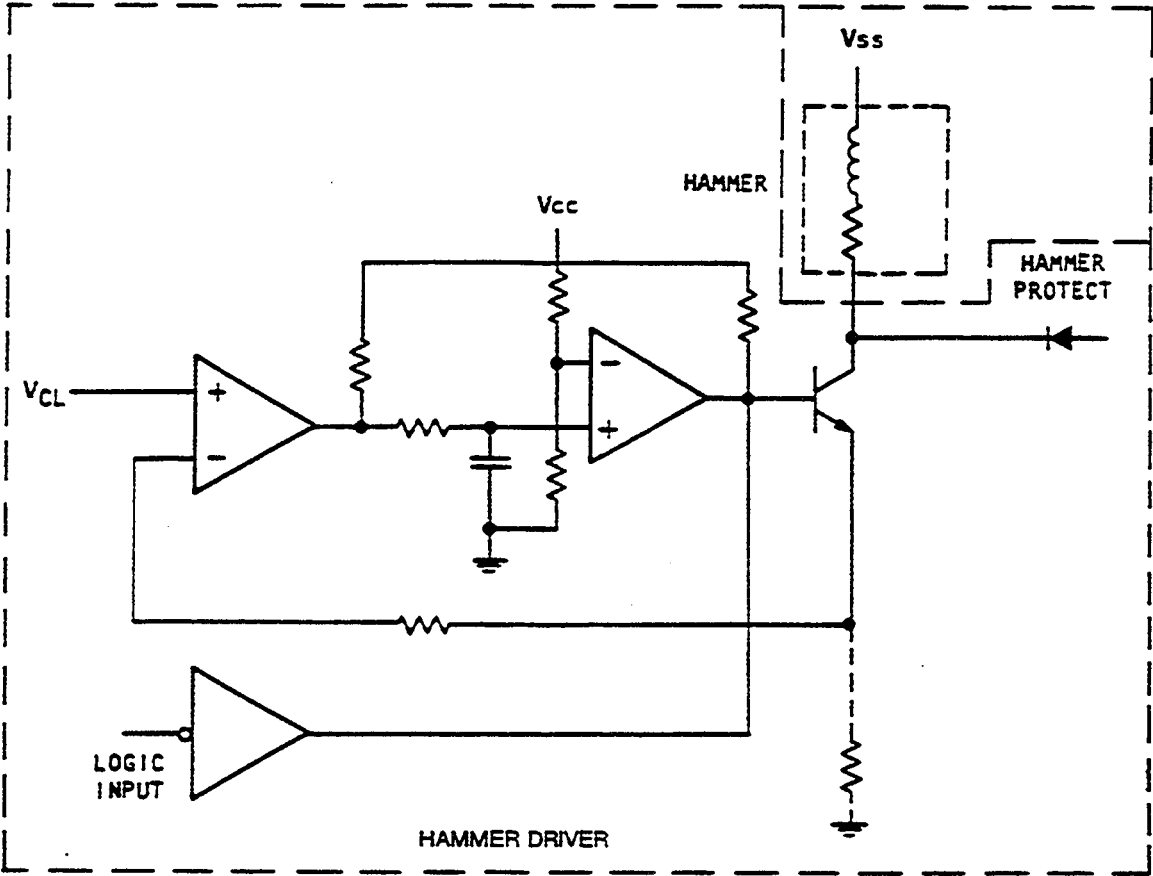 Vss
HAMMER
Vcc
HAMMER
PROTECT
VCL
+
-
-
+
LOGIC
INPUT
HAMMER DRIVER